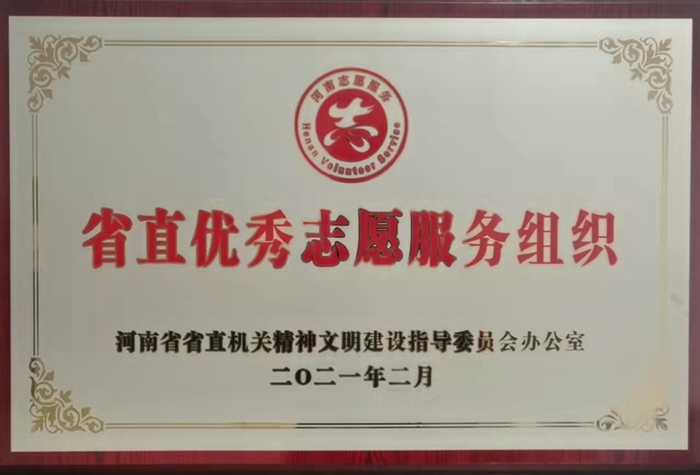 河南志愿服务
志
Henan Volunteer Service
省直优秀志愿服务组织
河南省省直机关精神文明建设指导委员会办公室
二〇二一年二月